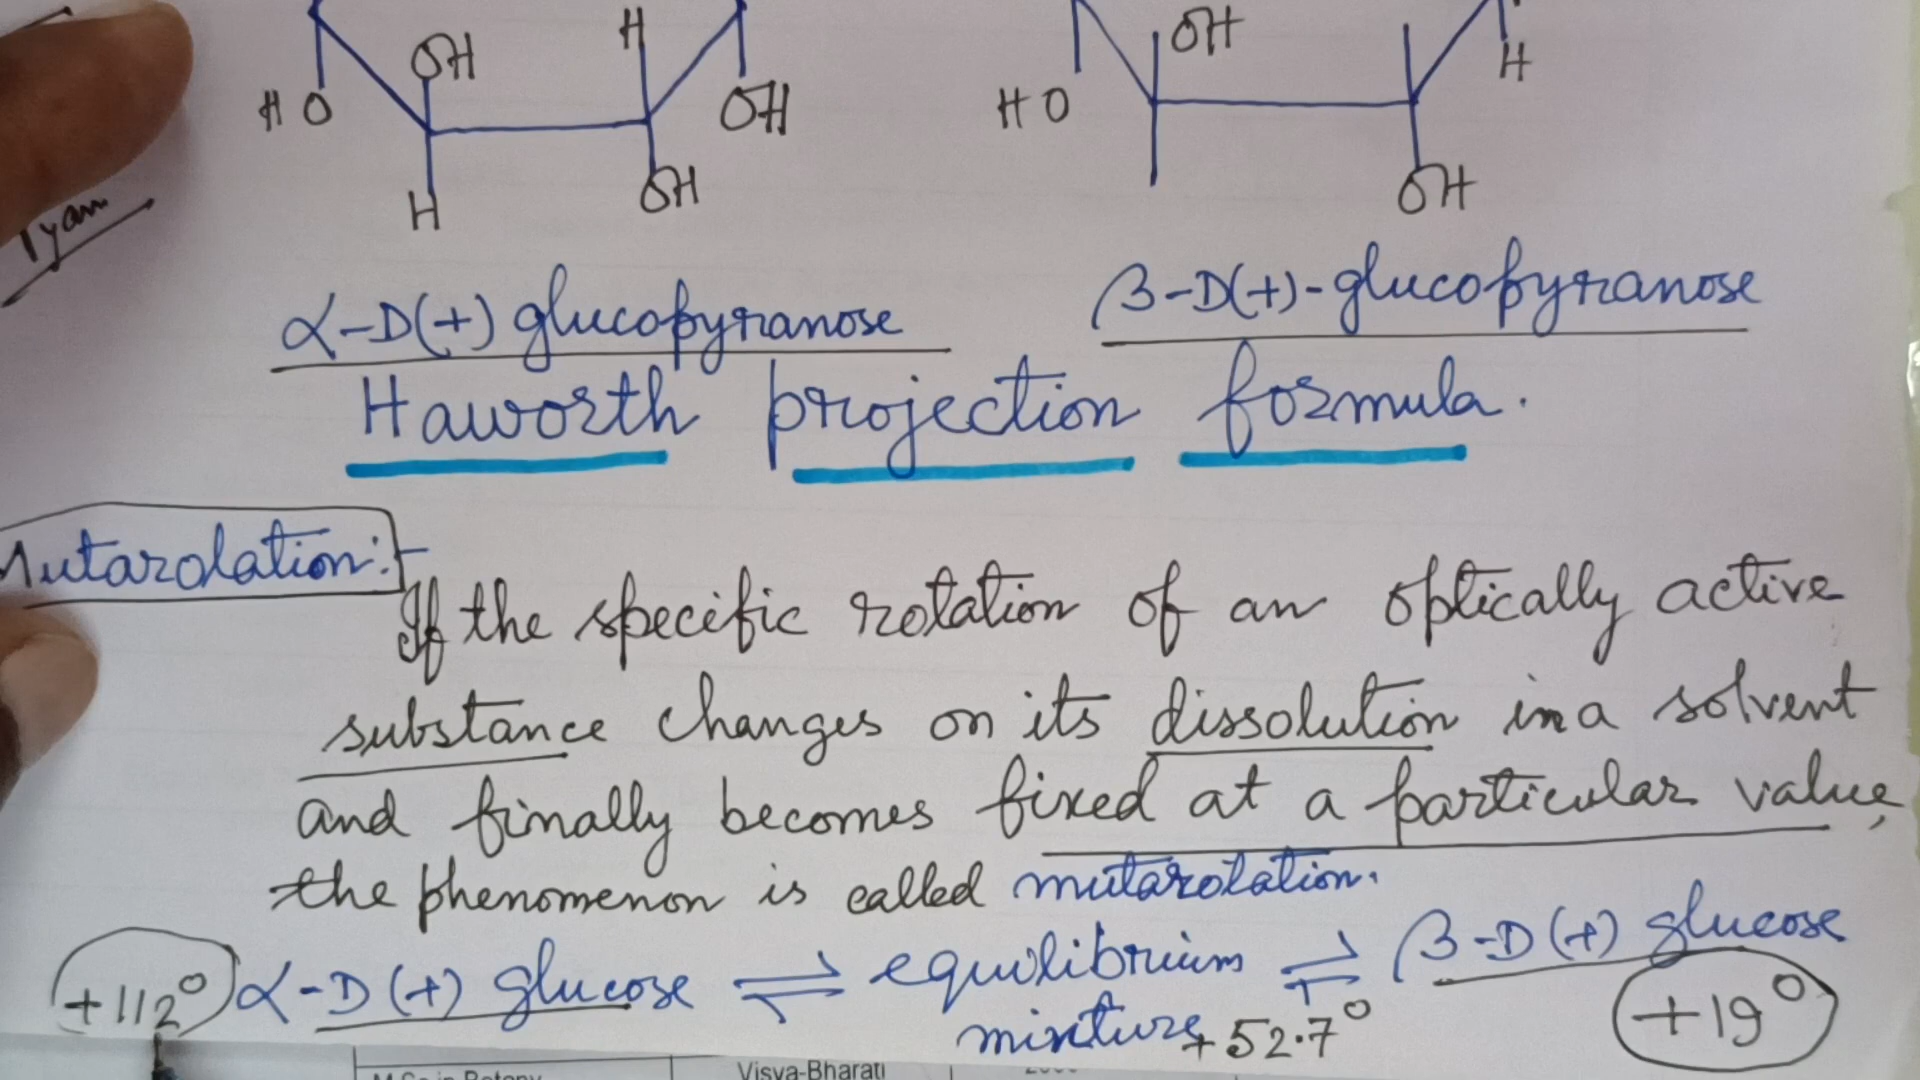 OH H OH
HO OH HO H
H OH OH
α-D(+) glucopyranose β-D(+)-glucopyranose
Haworth projection formula.
Mutarotation:-
If the specific rotation of an optically active
substance changes on its dissolution in a solvent
and finally becomes fixed at a particular value,
the phenomenon is called mutarotation.
+112° α-D(+) glucose ⇌ equilibrium ⇌ β-D(+) glucose
mixture +52.7° +19°
Visva-Bharati